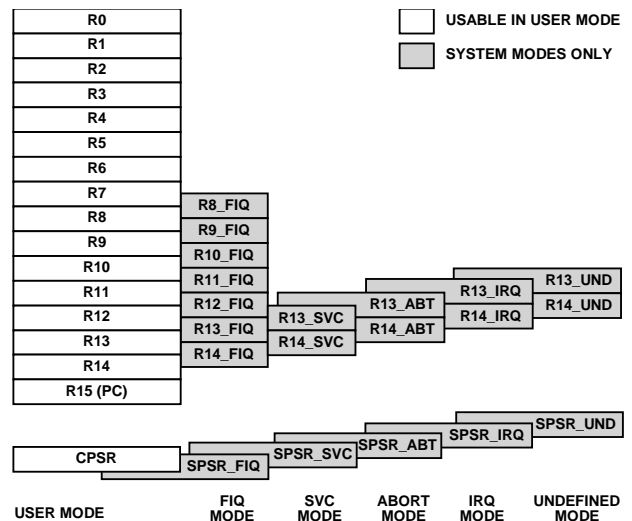 R0
R1
R2
R3
R4
R5
R6
R7
R8
R9
R10
R11
R12
R13
R14
R15 (PC)
R8_FIQ
R9_FIQ
R10_FIQ
R11_FIQ
R12_FIQ
R13_FIQ
R14_FIQ
R13_SVC
R14_SVC
R13_ABT
R14_ABT
R13_IRQ
R14_IRQ
R13_UND
R14_UND
USABLE IN USER MODE
SYSTEM MODES ONLY
CPSR
SPSR_FIQ
SPSR_SVC
SPSR_ABT
SPSR_IRQ
SPSR_UND
USER MODE
FIQ
MODE
SVC
MODE
ABORT
MODE
IRQ
MODE
UNDEFINED
MODE